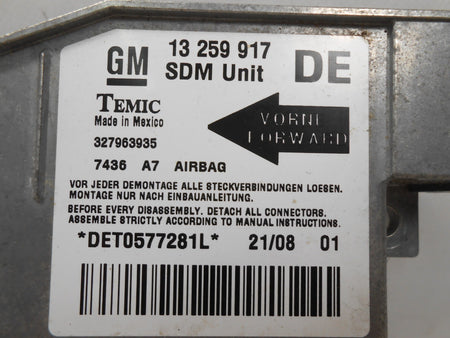 GM 13 259 917 DE
SDM Unit
TEMIC
Made in Mexico
VORNE
FORWARD
327963935
7436 A7 AIRBAG
VOR JEDER DEMONTAGE ALLE STECKVERBINDUNGEN LOESEN.
MONTAGE NUR NACH EINBAUANLEITUNG.
BEFORE EVERY DISASSEMBLY. DETACH ALL CONNECTORS.
ASSEMBLE STRICTLY ACCORDING TO MANUAL INSTRUCTIONS.
*DET0577281L* 21/08 01